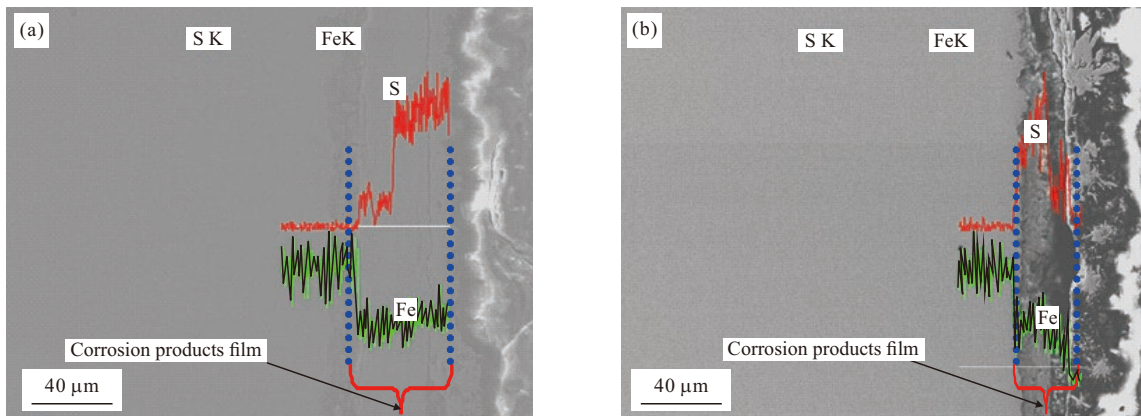 (a)
S K
FeK
S
Fe
Corrosion products film
40 μm
(b)
S K
FeK
S
Fe
Corrosion products film
40 μm